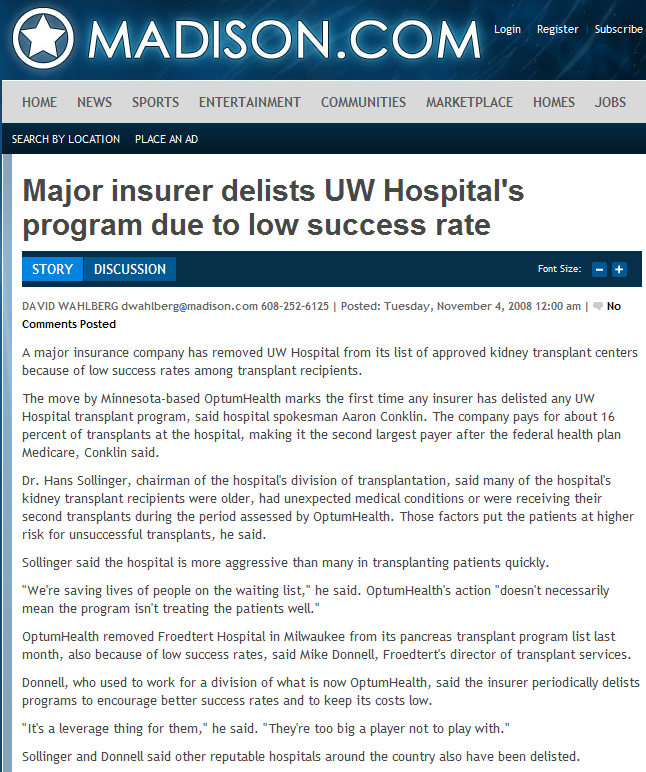 MADISON.COM
Login Register Subscribe
HOME NEWS SPORTS ENTERTAINMENT COMMUNITIES MARKETPLACE HOMES JOBS
SEARCH BY LOCATION PLACE AN AD
Major insurer delists UW Hospital's
program due to low success rate
STORY DISCUSSION Font Size: − +
DAVID WAHLBERG dwahlberg@madison.com 608-252-6125 | Posted: Tuesday, November 4, 2008 12:00 am | No
Comments Posted
A major insurance company has removed UW Hospital from its list of approved kidney transplant centers
because of low success rates among transplant recipients.
The move by Minnesota-based OptumHealth marks the first time any insurer has delisted any UW
Hospital transplant program, said hospital spokesman Aaron Conklin. The company pays for about 16
percent of transplants at the hospital, making it the second largest payer after the federal health plan
Medicare, Conklin said.
Dr. Hans Sollinger, chairman of the hospital's division of transplantation, said many of the hospital's
kidney transplant recipients were older, had unexpected medical conditions or were receiving their
second transplants during the period assessed by OptumHealth. Those factors put the patients at higher
risk for unsuccessful transplants, he said.
Sollinger said the hospital is more aggressive than many in transplanting patients quickly.
"We're saving lives of people on the waiting list," he said. OptumHealth's action "doesn't necessarily
mean the program isn't treating the patients well."
OptumHealth removed Froedtert Hospital in Milwaukee from its pancreas transplant program list last
month, also because of low success rates, said Mike Donnell, Froedtert's director of transplant services.
Donnell, who used to work for a division of what is now OptumHealth, said the insurer periodically delists
programs to encourage better success rates and to keep its costs low.
"It's a leverage thing for them," he said. "They're too big a player not to play with."
Sollinger and Donnell said other reputable hospitals around the country also have been delisted.